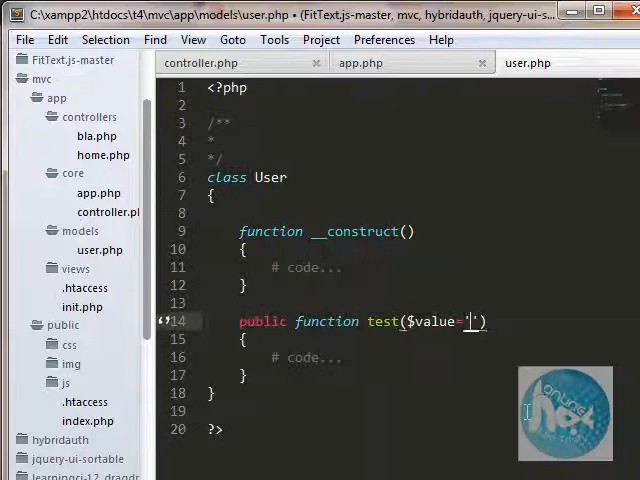 C:\xampp2\htdocs\t4\mvc\app\models\user.php • (FitText.js-master, mvc, hybridauth, jquery-ui-s...
File Edit Selection Find View Goto Tools Project Preferences Help
FitText.js-master
mvc
app
controllers
bla.php
home.php
core
app.php
controller.pl
models
user.php
views
.htaccess
init.php
public
css
img
js
.htaccess
index.php
hybridauth
jquery-ui-sortable
controller.php
app.php
user.php
1 <?php
2
3 /**
4 *
5 */
6 class User
7 {
8
9 function __construct()
10 {
11 # code...
12 }
13
14 public function test($value='')
15 {
16 # code...
17 }
18 }
19
20 ?>
ONLINE